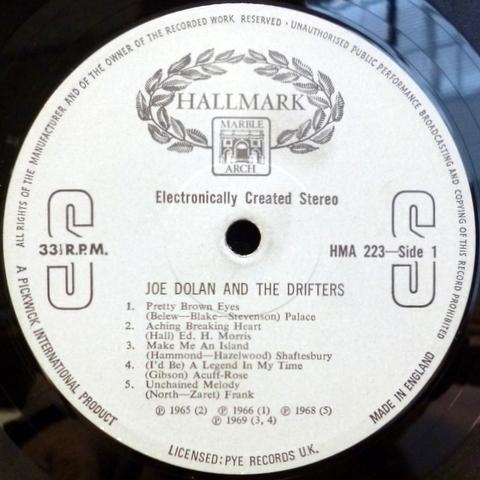 ALL RIGHTS OF THE MANUFACTURER AND OF THE OWNER OF THE RECORDED WORK RESERVED · UNAUTHORISED PUBLIC PERFORMANCE BROADCASTING AND COPYING OF THIS RECORD PROHIBITED
HALLMARK
MARBLE
ARCH
Electronically Created Stereo
S S
33⅓ R.P.M.
HMA 223—Side 1
JOE DOLAN AND THE DRIFTERS
1. Pretty Brown Eyes
(Belew—Blake—Stevenson) Palace
2. Aching Breaking Heart
(Hall) Ed. H. Morris
3. Make Me An Island
(Hammond—Hazelwood) Shaftesbury
4. (I'd Be) A Legend In My Time
(Gibson) Acuff-Rose
5. Unchained Melody
(North—Zaret) Frank
℗ 1965 (2) ℗ 1966 (1) ℗ 1968 (5)
℗ 1969 (3, 4)
A PICKWICK INTERNATIONAL PRODUCT
LICENSED: PYE RECORDS U.K.
MADE IN ENGLAND